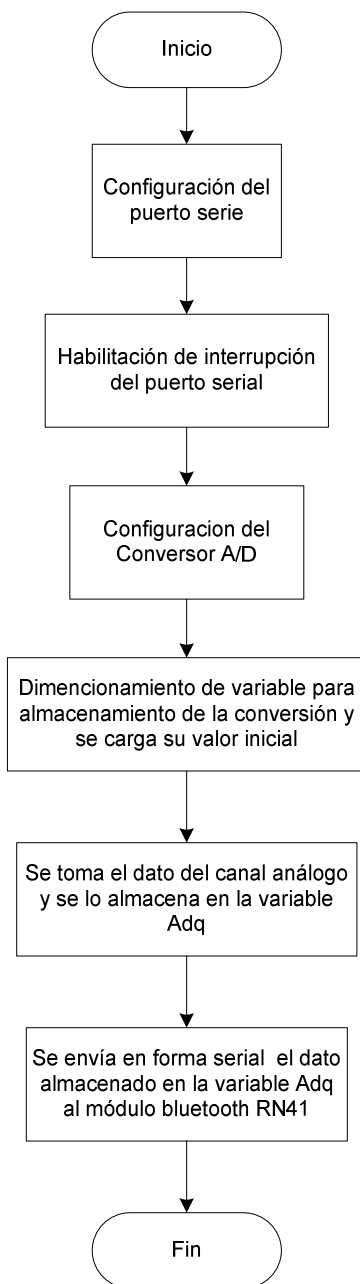 Inicio
Configuración del
puerto serie
Habilitación de interrupción
del puerto serial
Configuracion del
Conversor A/D
Dimencionamiento de variable para
almacenamiento de la conversión y
se carga su valor inicial
Se toma el dato del canal análogo
y se lo almacena en la variable
Adq
Se envía en forma serial el dato
almacenado en la variable Adq
al módulo bluetooth RN41
Fin